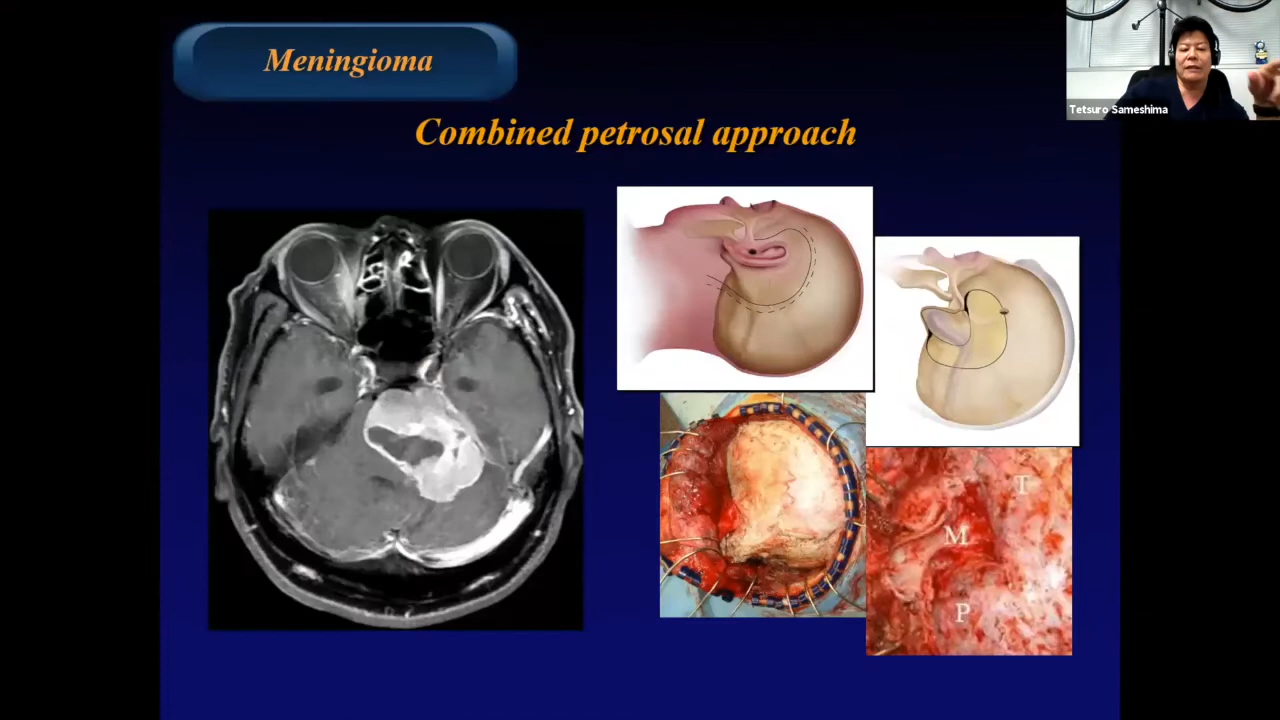 Meningioma
Tetsuro Sameshima
Combined petrosal approach
T
M
P